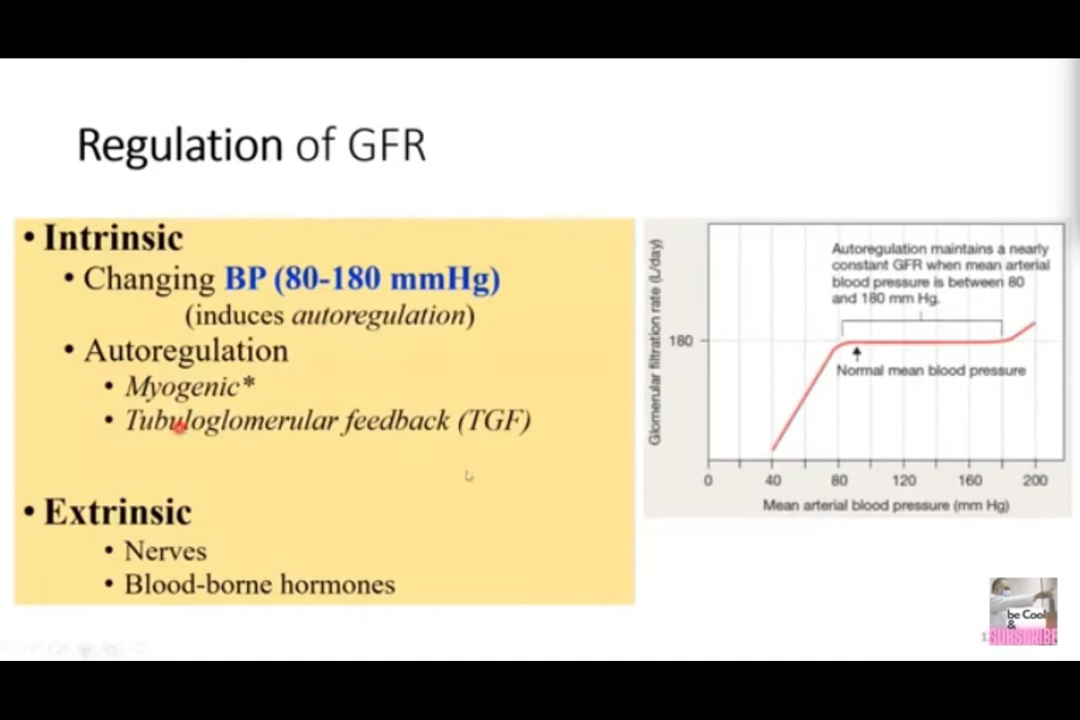 Regulation of GFR
• Intrinsic
• Changing BP (80-180 mmHg)
(induces autoregulation)
• Autoregulation
• Myogenic*
• Tubuloglomerular feedback (TGF)
• Extrinsic
• Nerves
• Blood-borne hormones
Glomerular filtration rate (L/day)
Autoregulation maintains a nearly
constant GFR when mean arterial
blood pressure is between 80
and 180 mm Hg.
180
Normal mean blood pressure
0 40 80 120 160 200
Mean arterial blood pressure (mm Hg)
be Cool
&
SUBSCRIBE